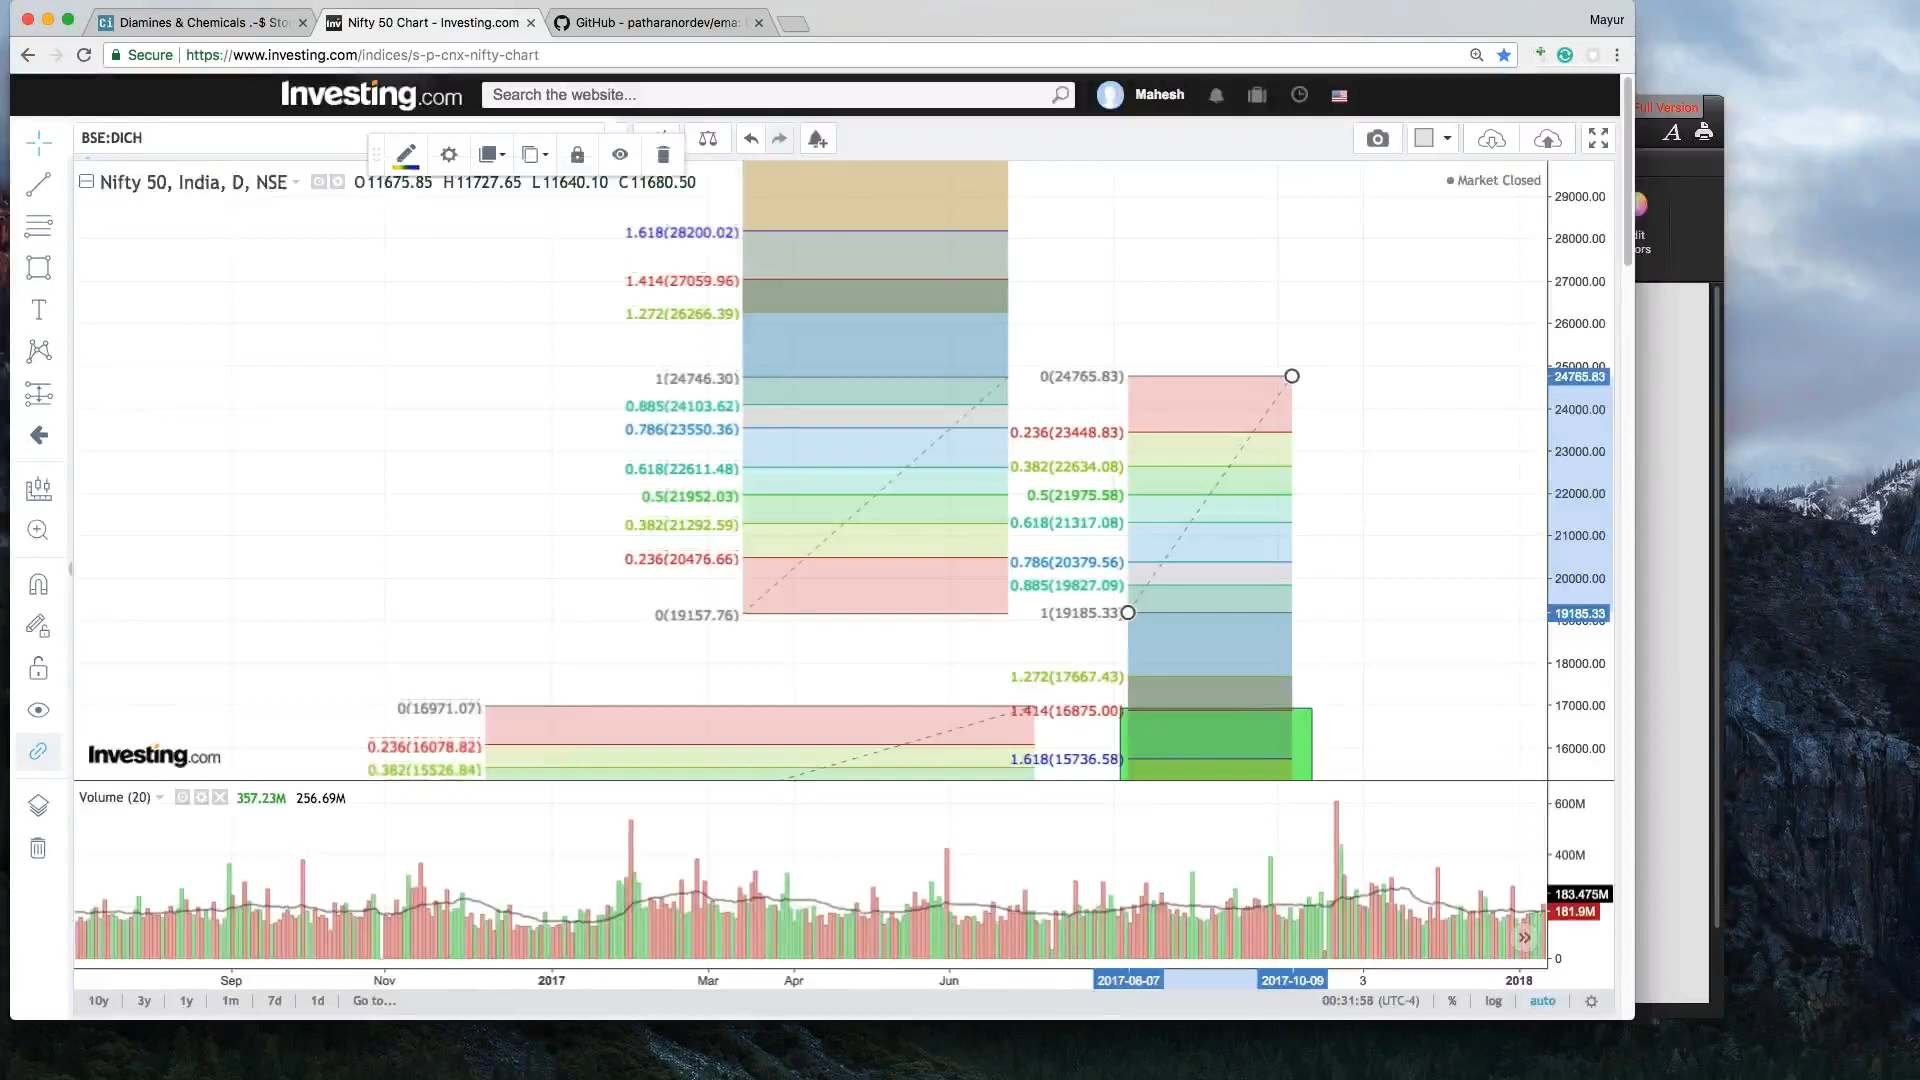 Diamines & Chemicals .-$ Sto
Nifty 50 Chart - Investing.com
GitHub - patharanordev/ema:
Mayur
Secure
https://www.investing.com/indices/s-p-cnx-nifty-chart
Investing.com
Search the website...
Mahesh
Full Version
BSE:DICH
Nifty 50, India, D, NSE
O11675.85 H11727.65 L11640.10 C11680.50
Market Closed
29000.00
28000.00
27000.00
26000.00
25000.00
24765.83
24000.00
23000.00
22000.00
21000.00
20000.00
19185.33
19000.00
18000.00
17000.00
16000.00
1.618(28200.02)
1.414(27059.96)
1.272(26266.39)
1(24746.30)
0.885(24103.62)
0.786(23550.36)
0.618(22611.48)
0.5(21952.03)
0.382(21292.59)
0.236(20476.66)
0(19157.76)
0(24765.83)
0.236(23448.83)
0.382(22634.08)
0.5(21975.58)
0.618(21317.08)
0.786(20379.56)
0.885(19827.09)
1(19185.33)
1.272(17667.43)
1.414(16875.00)
1.618(15736.58)
0(16971.07)
0.236(16078.82)
0.382(15526.84)
Investing.com
Volume (20)
357.23M 256.69M
600M
400M
183.475M
181.9M
0
Sep
Nov
2017
Mar
Apr
Jun
2017-08-07
2017-10-09
3
2018
10y
3y
1y
1m
7d
1d
Go to...
00:31:58 (UTC-4)
%
log
auto
dit
ors
A
T